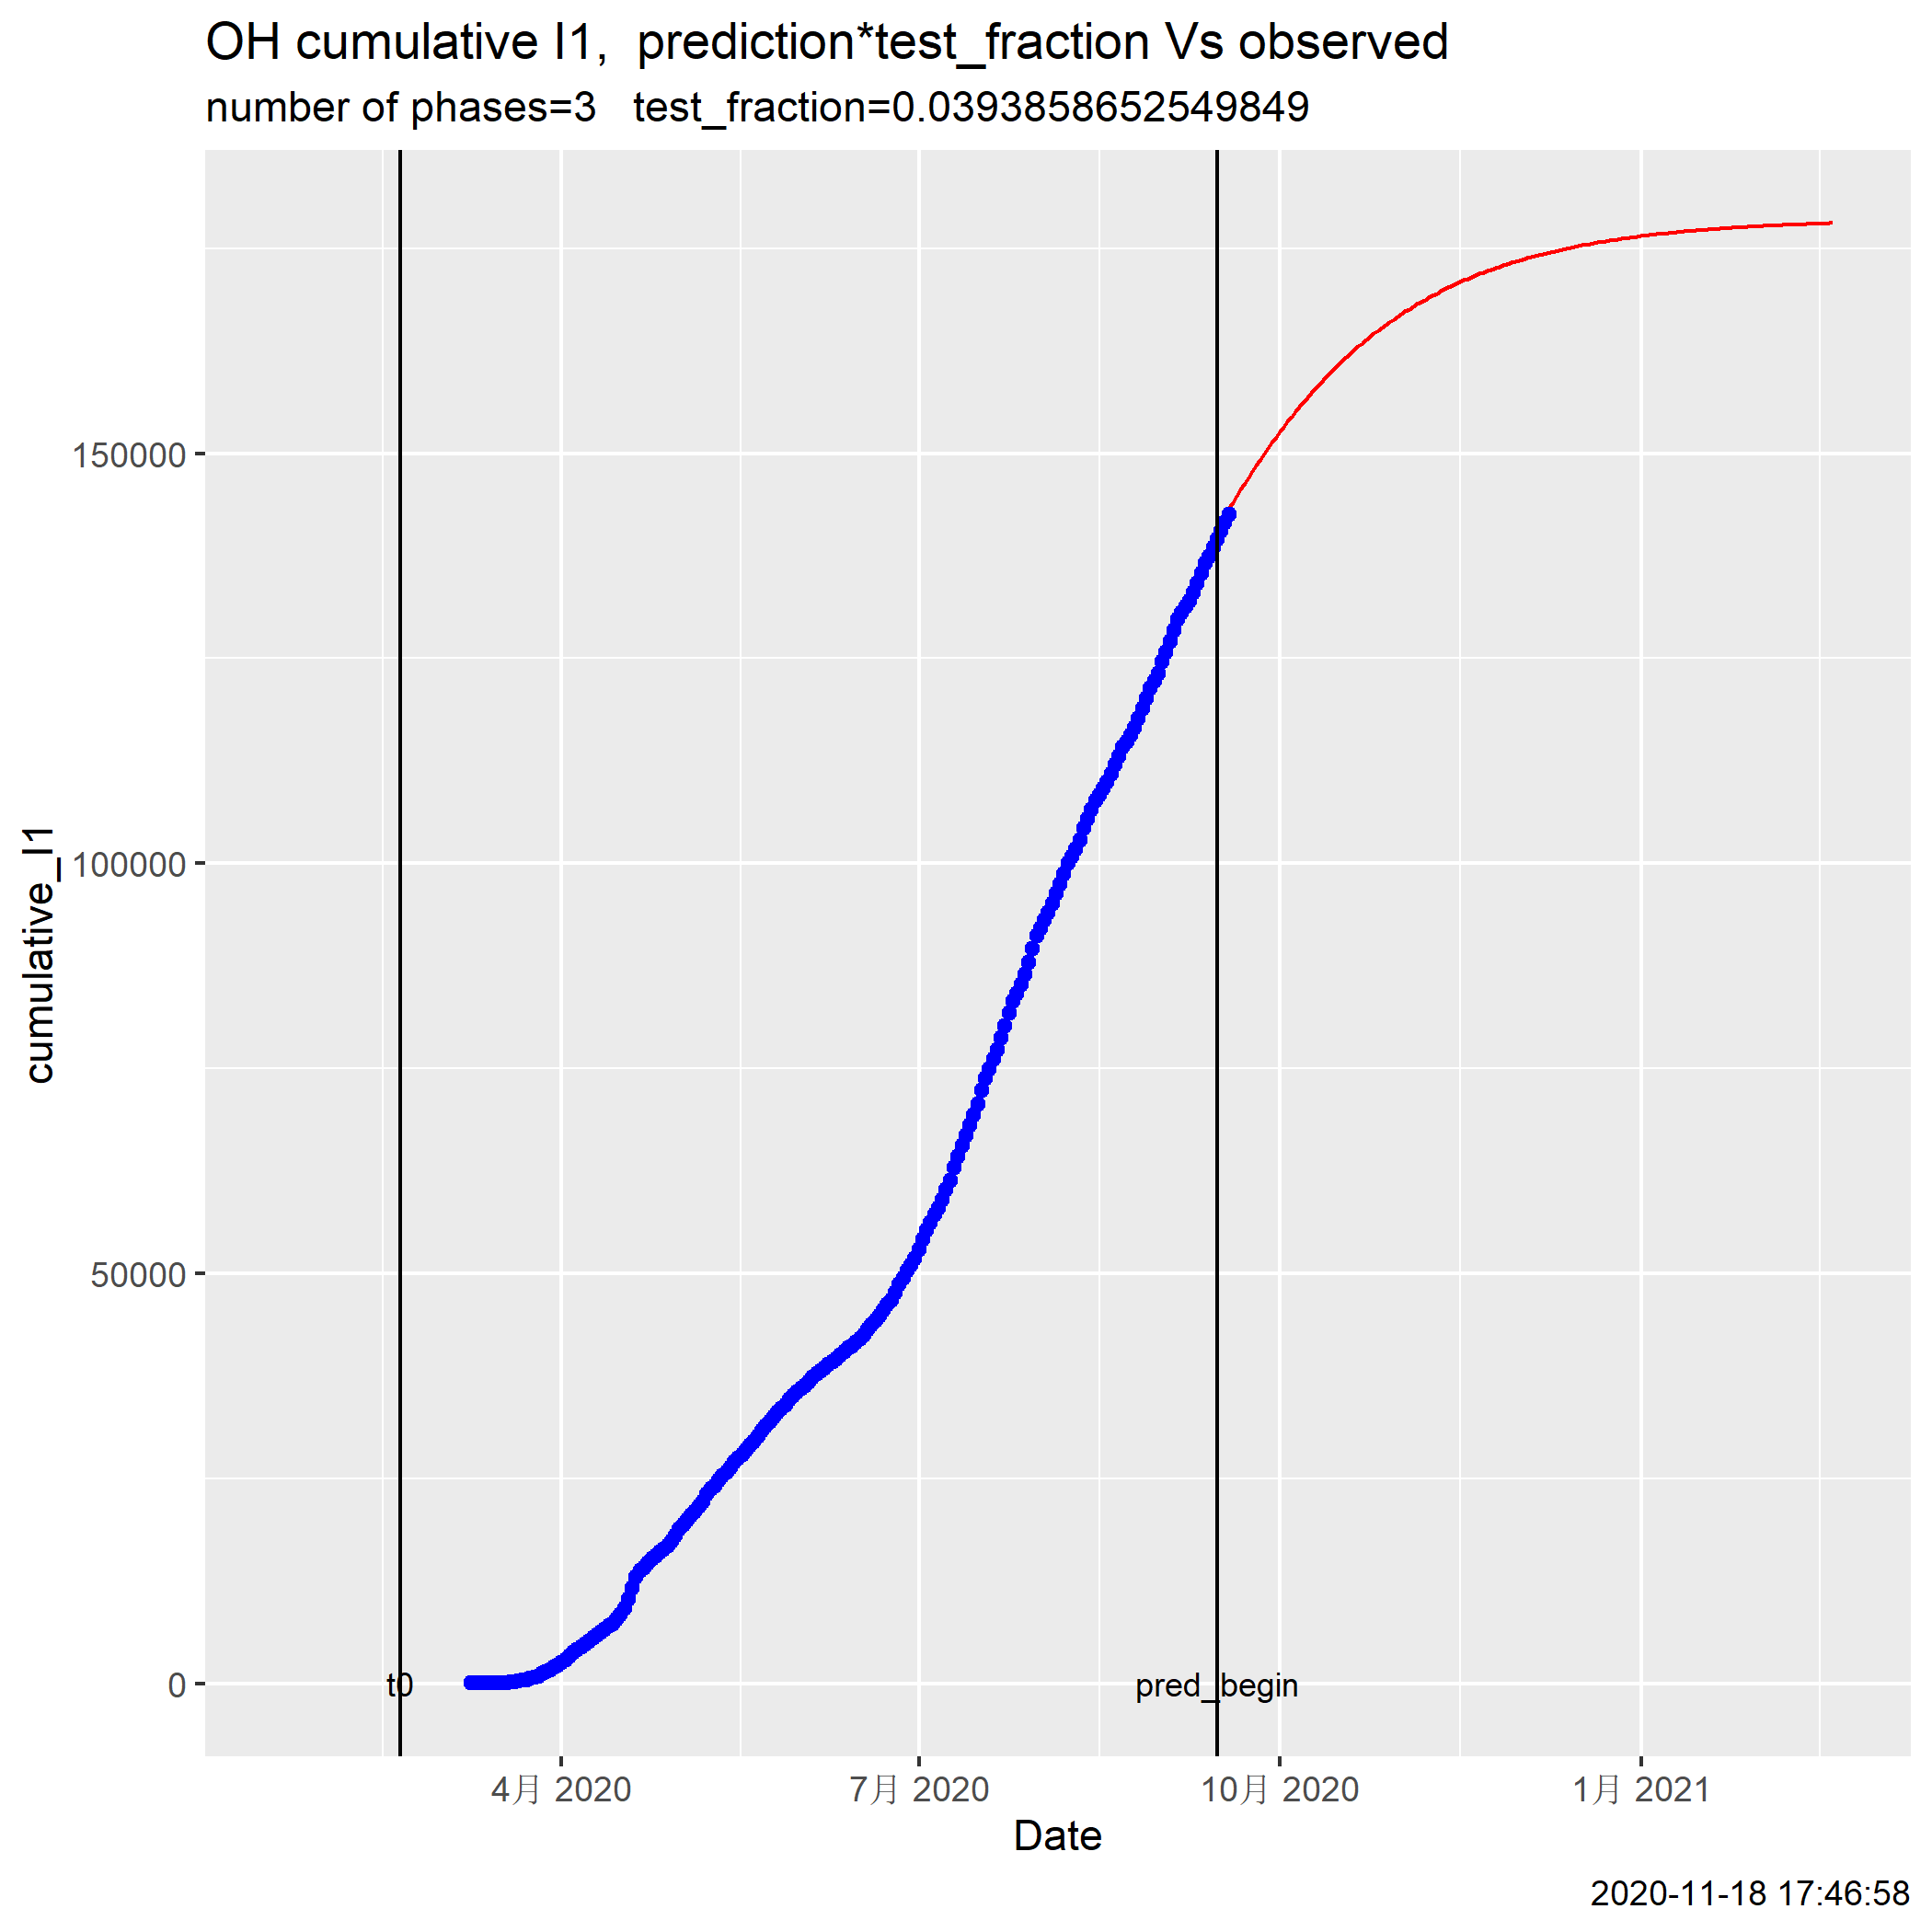 OH cumulative I1,  prediction*test_fraction Vs observed
number of phases=3   test_fraction=0.0393858652549849
cumulative_I1
150000
100000
50000
0
t0
pred_begin
4月 2020
7月 2020
10月 2020
1月 2021
Date
2020-11-18 17:46:58